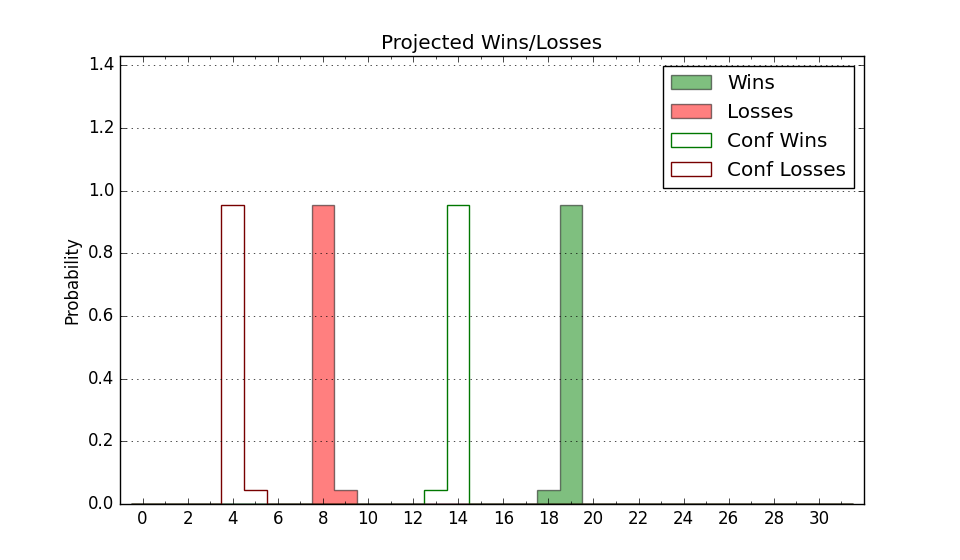 Projected Wins/Losses
1.4
1.2
1.0
0.8
0.6
0.4
0.2
0.0
Probability
Wins
Losses
Conf Wins
Conf Losses
0 2 4 6 8 10 12 14 16 18 20 22 24 26 28 30